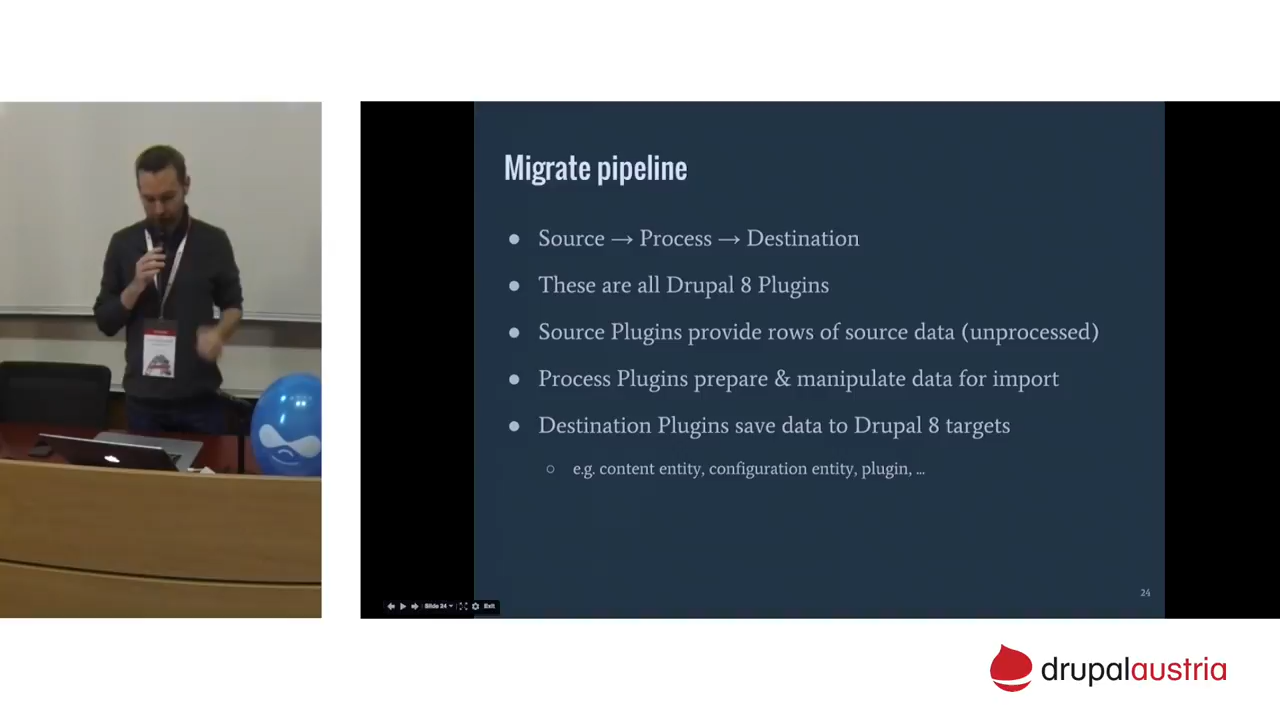 Migrate pipeline
● Source → Process → Destination
● These are all Drupal 8 Plugins
● Source Plugins provide rows of source data (unprocessed)
● Process Plugins prepare & manipulate data for import
● Destination Plugins save data to Drupal 8 targets
○ e.g. content entity, configuration entity, plugin, ...
24
Slide 24 Exit
drupalaustria